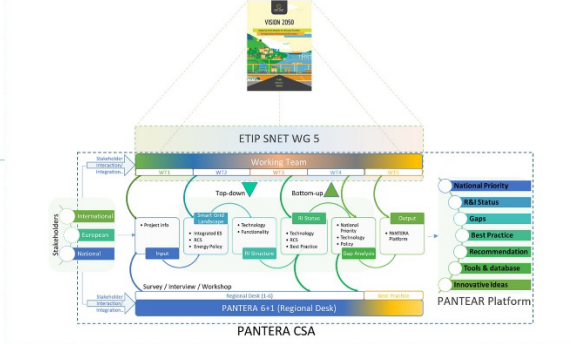 VISION 2050
ETIP SNET WG 5
Stakeholder
Interaction/
Integration..
Working Team
WT1 WT2 WT3 WT4 WT5
Top-down
Bottom-up
Stakeholders
International
European
National
• Project Info
Input
Smart Grid
Landscape
• Integrated ES
• RCS
• Energy Policy
• Technology
• Functionality
RI Structure
RI Status
• Technology
• RCS
• Best Practice
• National
Priority
• Technology
• Policy
Gap Analysis
Output
• PANTERA
Platform
Survey / Interview / Workshop
Stakeholder
Interaction/
Integration..
Regional Desk (1-6)
Best Practice
PANTERA 6+1 (Regional Desk)
PANTERA CSA
National Priority
R&I Status
Gaps
Best Practice
Recommendation
Tools & database
Innovative Ideas
PANTEAR Platform